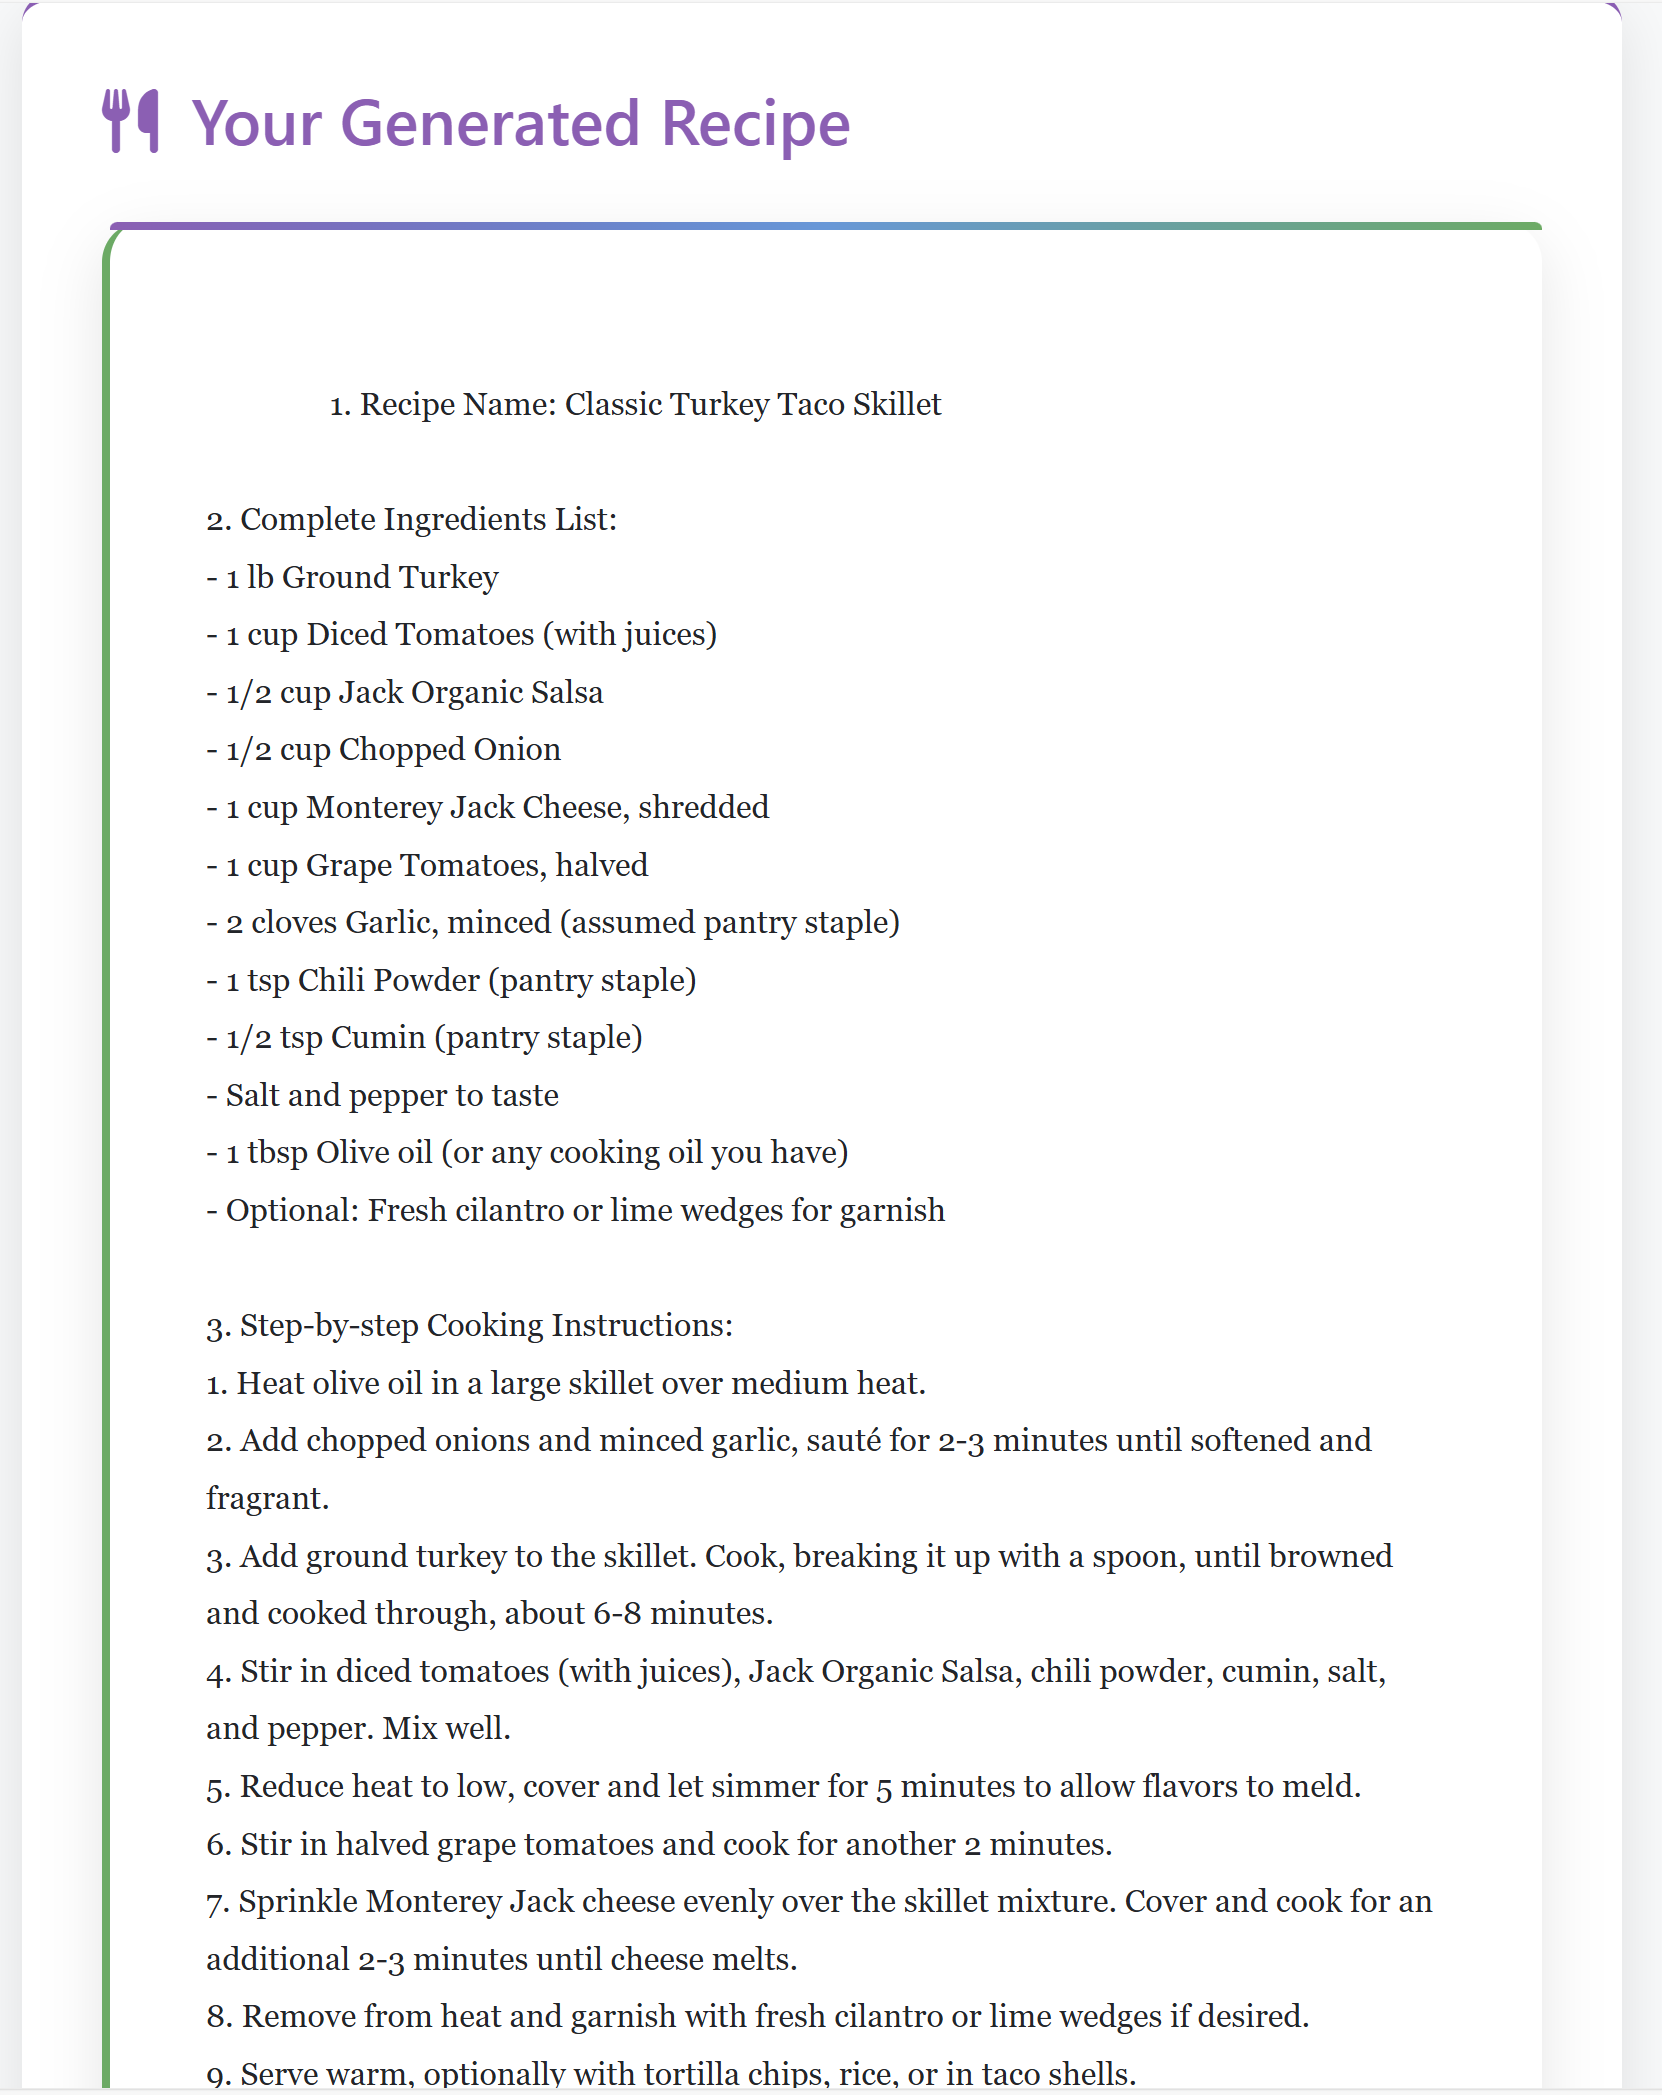 Your Generated Recipe
1. Recipe Name: Classic Turkey Taco Skillet
2. Complete Ingredients List:
- 1 lb Ground Turkey
- 1 cup Diced Tomatoes (with juices)
- 1/2 cup Jack Organic Salsa
- 1/2 cup Chopped Onion
- 1 cup Monterey Jack Cheese, shredded
- 1 cup Grape Tomatoes, halved
- 2 cloves Garlic, minced (assumed pantry staple)
- 1 tsp Chili Powder (pantry staple)
- 1/2 tsp Cumin (pantry staple)
- Salt and pepper to taste
- 1 tbsp Olive oil (or any cooking oil you have)
- Optional: Fresh cilantro or lime wedges for garnish
3. Step-by-step Cooking Instructions:
1. Heat olive oil in a large skillet over medium heat.
2. Add chopped onions and minced garlic, sauté for 2-3 minutes until softened and
fragrant.
3. Add ground turkey to the skillet. Cook, breaking it up with a spoon, until browned
and cooked through, about 6-8 minutes.
4. Stir in diced tomatoes (with juices), Jack Organic Salsa, chili powder, cumin, salt,
and pepper. Mix well.
5. Reduce heat to low, cover and let simmer for 5 minutes to allow flavors to meld.
6. Stir in halved grape tomatoes and cook for another 2 minutes.
7. Sprinkle Monterey Jack cheese evenly over the skillet mixture. Cover and cook for an
additional 2-3 minutes until cheese melts.
8. Remove from heat and garnish with fresh cilantro or lime wedges if desired.
9. Serve warm, optionally with tortilla chips, rice, or in taco shells.